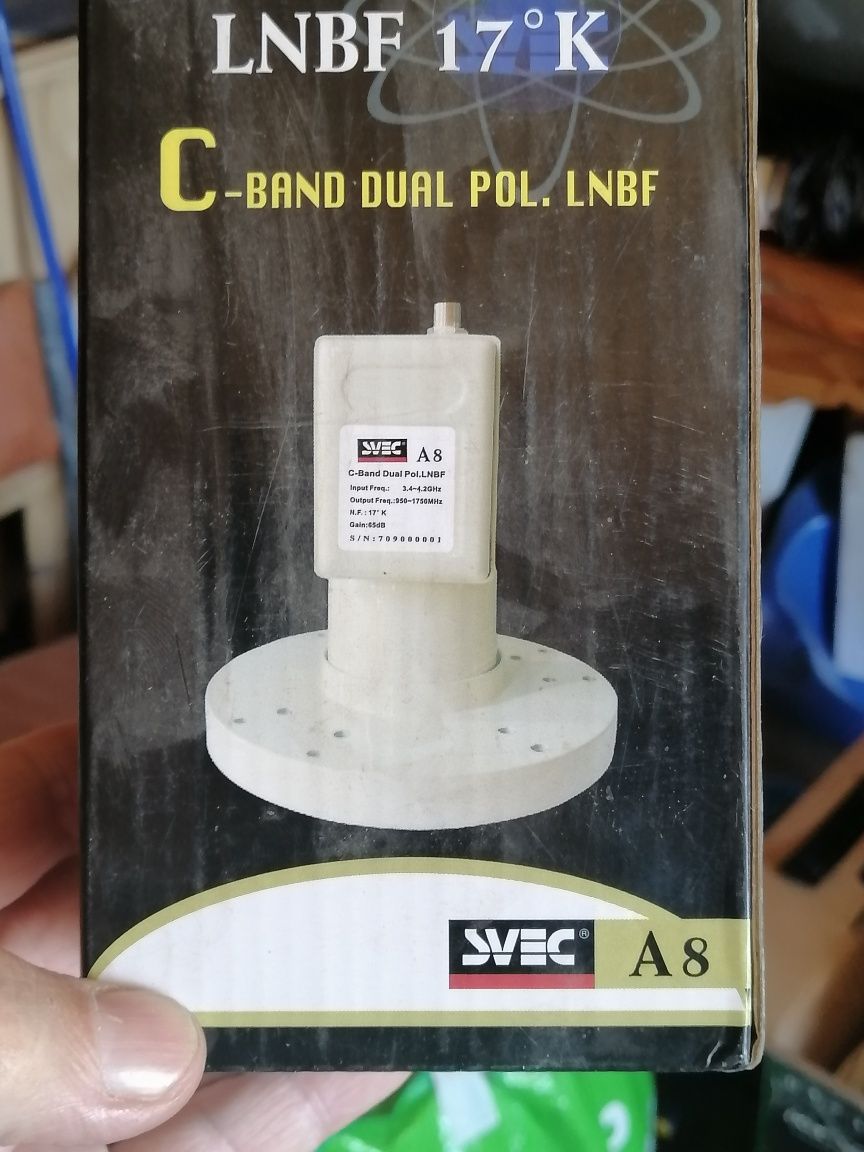 LNBF 17°K
C-BAND DUAL POL. LNBF
SVEC® A8
C-Band Dual Pol,LNBF
Input Freq.: 3.4~4.2GHz
Output Freq.:950~1750MHz
N.F.: 17° K
Gain:65dB
S/N:709000001
SVEC® A8